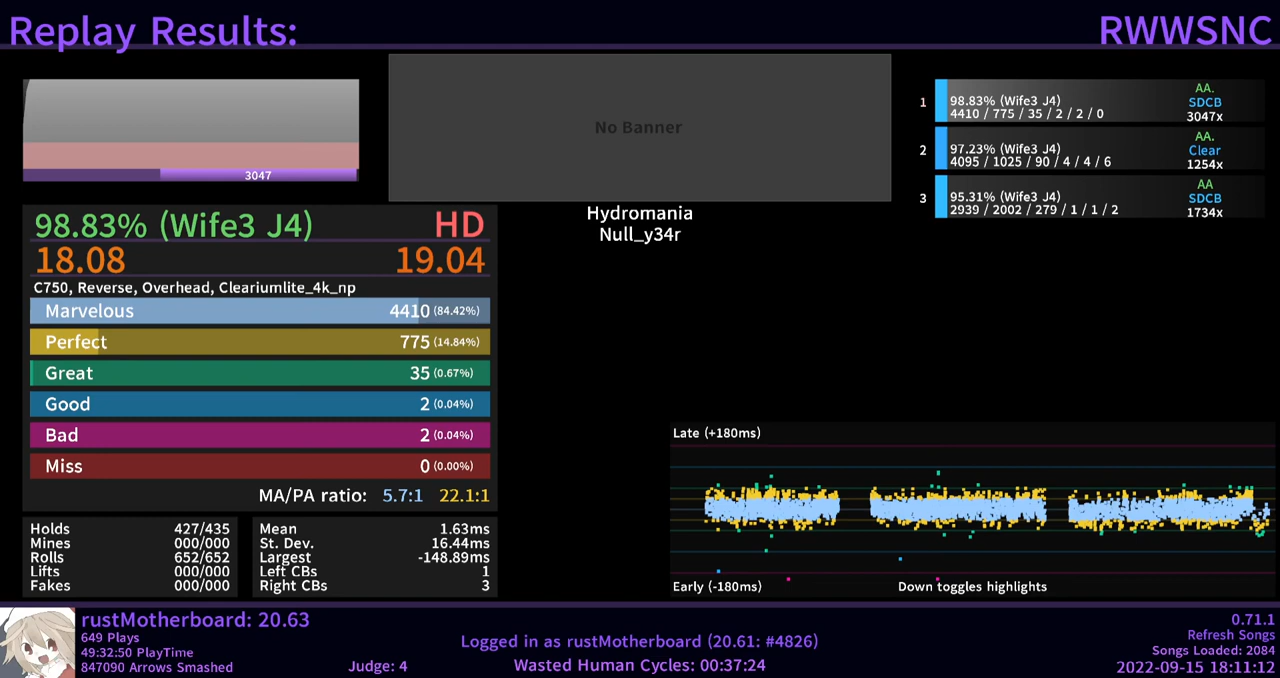 Replay Results:
RWWSNC
3047
No Banner
Hydromania
Null_y34r
1
98.83% (Wife3 J4)
4410 / 775 / 35 / 2 / 2 / 0
AA.
SDCB
3047x
2
97.23% (Wife3 J4)
4095 / 1025 / 90 / 4 / 4 / 6
AA.
Clear
1254x
3
95.31% (Wife3 J4)
2939 / 2002 / 279 / 1 / 1 / 2
AA
SDCB
1734x
98.83% (Wife3 J4) HD
18.08 19.04
C750, Reverse, Overhead, Cleariumlite_4k_np
Marvelous 4410 (84.42%)
Perfect 775 (14.84%)
Great 35 (0.67%)
Good 2 (0.04%)
Bad 2 (0.04%)
Miss 0 (0.00%)
MA/PA ratio: 5.7:1 22.1:1
Holds 427/435
Mines 000/000
Rolls 652/652
Lifts 000/000
Fakes 000/000
Mean 1.63ms
St. Dev. 16.44ms
Largest -148.89ms
Left CBs 1
Right CBs 3
Late (+180ms)
Early (-180ms)
Down toggles highlights
rustMotherboard: 20.63
649 Plays
49:32:50 PlayTime
847090 Arrows Smashed
Judge: 4
Logged in as rustMotherboard (20.61: #4826)
Wasted Human Cycles: 00:37:24
0.71.1
Refresh Songs
Songs Loaded: 2084
2022-09-15 18:11:12